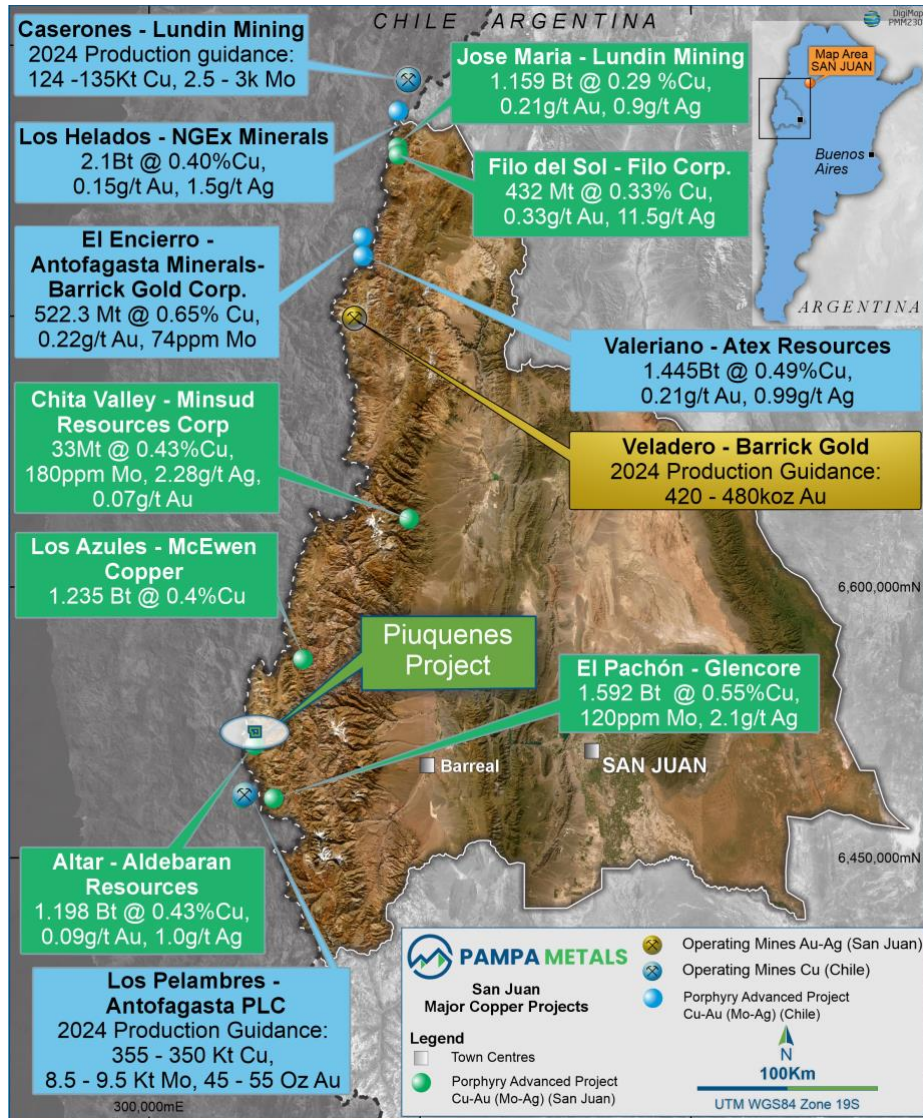 CHILE
ARGENTINA
DigiMap
PMM230
Caserones - Lundin Mining
2024 Production guidance:
124 -135Kt Cu, 2.5 - 3k Mo
Jose Maria - Lundin Mining
1.159 Bt @ 0.29 %Cu,
0.21g/t Au, 0.9g/t Ag
Map Area
SAN JUAN
Buenos
Aires
ARGENTINA
Los Helados - NGEx Minerals
2.1Bt @ 0.40%Cu,
0.15g/t Au, 1.5g/t Ag
Filo del Sol - Filo Corp.
432 Mt @ 0.33% Cu,
0.33g/t Au, 11.5g/t Ag
El Encierro -
Antofagasta Minerals-
Barrick Gold Corp.
522.3 Mt @ 0.65% Cu,
0.22g/t Au, 74ppm Mo
Valeriano - Atex Resources
1.445Bt @ 0.49%Cu,
0.21g/t Au, 0.99g/t Ag
Chita Valley - Minsud
Resources Corp
33Mt @ 0.43%Cu,
180ppm Mo, 2.28g/t Ag,
0.07g/t Au
Veladero - Barrick Gold
2024 Production Guidance:
420 - 480koz Au
Los Azules - McEwen
Copper
1.235 Bt @ 0.4%Cu
6,600,000mN
Piuquenes
Project
El Pachón - Glencore
1.592 Bt @ 0.55%Cu,
120ppm Mo, 2.1g/t Ag
Barreal
SAN JUAN
Altar - Aldebaran
Resources
1.198 Bt @ 0.43%Cu,
0.09g/t Au, 1.0g/t Ag
6,450,000mN
Los Pelambres -
Antofagasta PLC
2024 Production Guidance:
355 - 350 Kt Cu,
8.5 - 9.5 Kt Mo, 45 - 55 Oz Au
300,000mE
PAMPA METALS
San Juan
Major Copper Projects
Legend
Town Centres
Porphyry Advanced Project
Cu-Au (Mo-Ag) (San Juan)
Operating Mines Au-Ag (San Juan)
Operating Mines Cu (Chile)
Porphyry Advanced Project
Cu-Au (Mo-Ag) (Chile)
N
100Km
UTM WGS84 Zone 19S